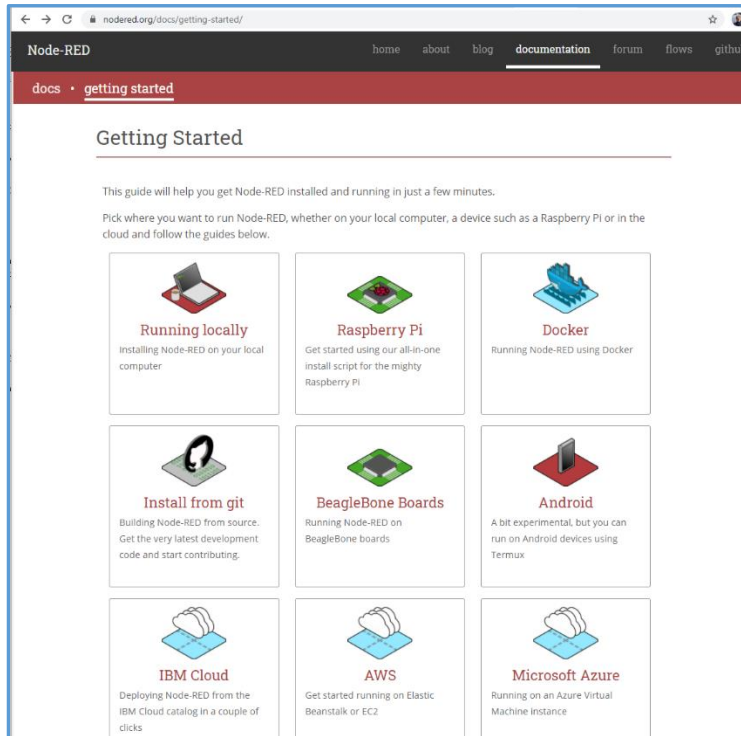 nodered.org/docs/getting-started/
Node-RED home about blog documentation forum flows githu
docs • getting started
Getting Started
This guide will help you get Node-RED installed and running in just a few minutes.
Pick where you want to run Node-RED, whether on your local computer, a device such as a Raspberry Pi or in the
cloud and follow the guides below.
Running locally
Installing Node-RED on your local
computer
Raspberry Pi
Get started using our all-in-one
install script for the mighty
Raspberry Pi
Docker
Running Node-RED using Docker
Install from git
Building Node-RED from source.
Get the very latest development
code and start contributing.
BeagleBone Boards
Running Node-RED on
BeagleBone boards
Android
A bit experimental, but you can
run on Android devices using
Termux
IBM Cloud
Deploying Node-RED from the
IBM Cloud catalog in a couple of
clicks
AWS
Get started running on Elastic
Beanstalk or EC2
Microsoft Azure
Running on an Azure Virtual
Machine instance